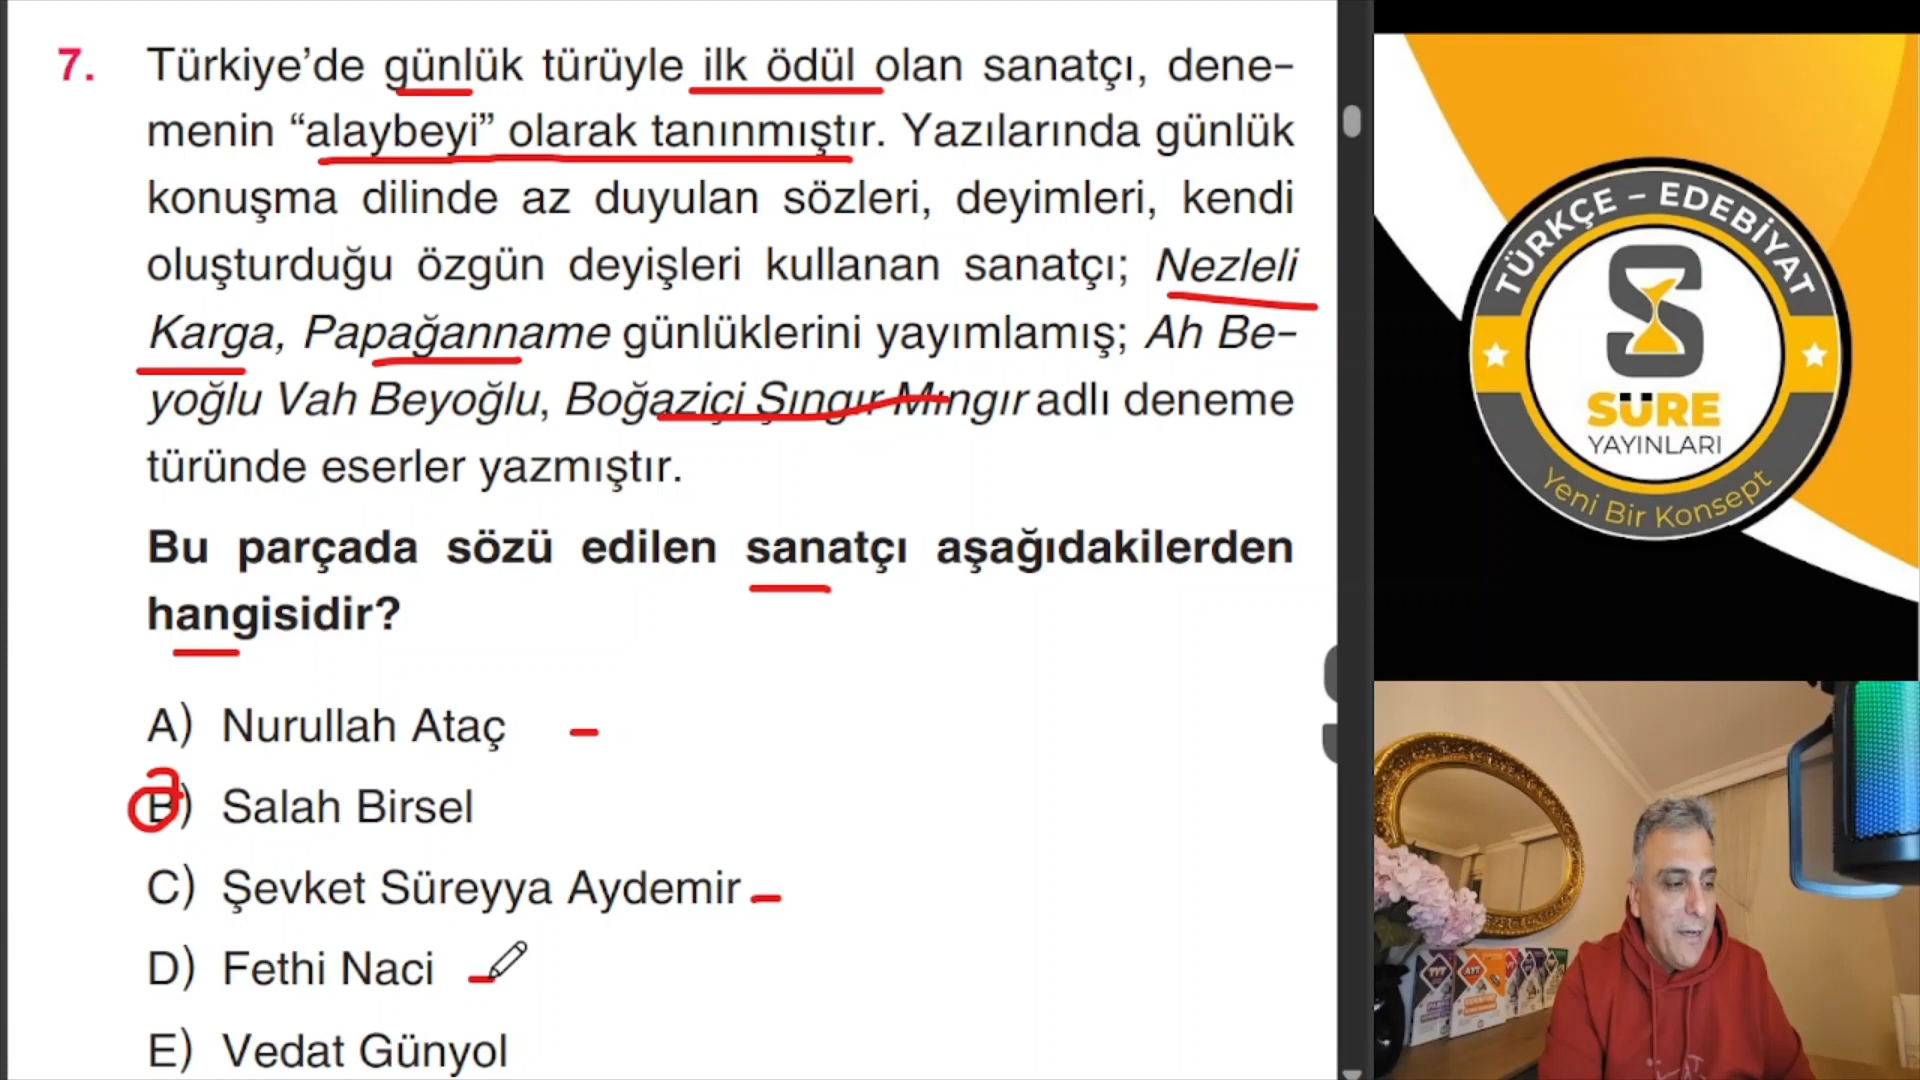 7. Türkiye’de günlük türüyle ilk ödül olan sanatçı, dene–
menin “alaybeyi” olarak tanınmıştır. Yazılarında günlük
konuşma dilinde az duyulan sözleri, deyimleri, kendi
oluşturduğu özgün deyişleri kullanan sanatçı; Nezleli
Karga, Papağanname günlüklerini yayımlamış; Ah Be–
yoğlu Vah Beyoğlu, Boğaziçi Şıngır Mıngır adlı deneme
türünde eserler yazmıştır.
Bu parçada sözü edilen sanatçı aşağıdakilerden
hangisidir?
A) Nurullah Ataç
B) Salah Birsel
C) Şevket Süreyya Aydemir
D) Fethi Naci
E) Vedat Günyol
TÜRKÇE – EDEBİYAT
S
SÜRE
YAYINLARI
Yeni Bir Konsept
TYT
AYT